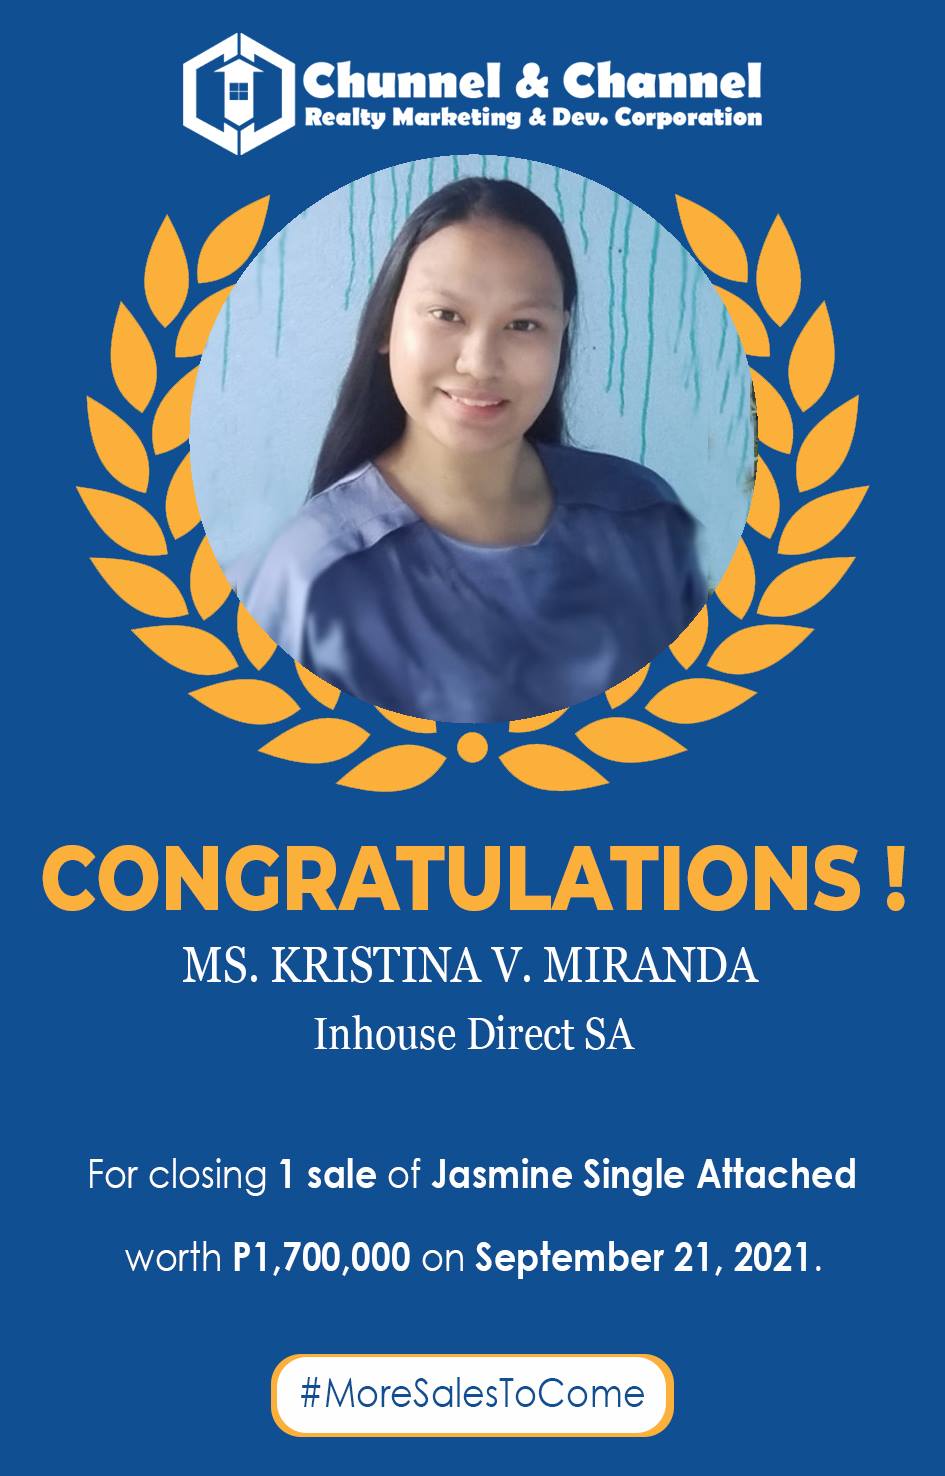 Chunnel & Channel
Realty Marketing & Dev. Corporation
CONGRATULATIONS !
MS. KRISTINA V. MIRANDA
Inhouse Direct SA
For closing 1 sale of Jasmine Single Attached
worth P1,700,000 on September 21, 2021.
#MoreSalesToCome